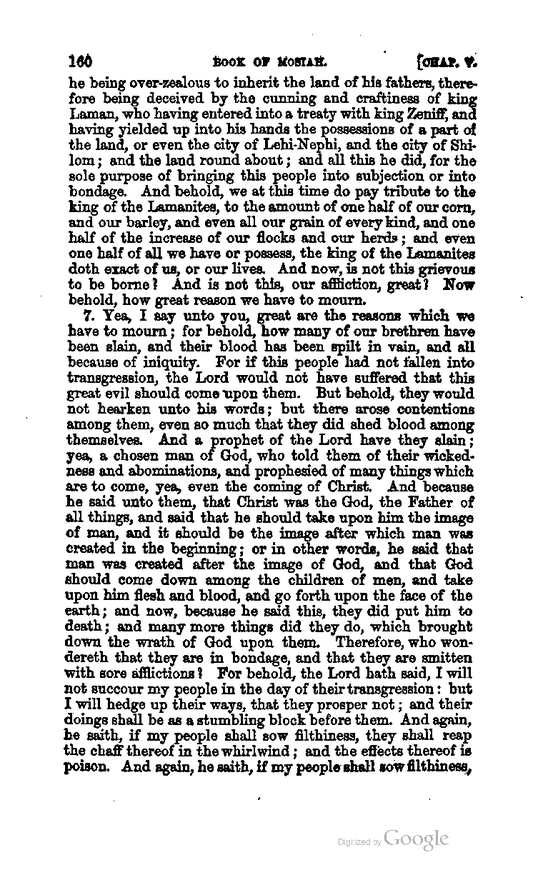 160 BOOK OF MOSIAH. [CHAP. V.
he being over-zealous to inherit the land of his fathers, there-
fore being deceived by the cunning and craftiness of king
Laman, who having entered into a treaty with king Zeniff, and
having yielded up into his hands the possessions of a part of
the land, or even the city of Lehi-Nephi, and the city of Shi-
lom; and the land round about; and all this he did, for the
sole purpose of bringing this people into subjection or into
bondage. And behold, we at this time do pay tribute to the
king of the Lamanites, to the amount of one half of our corn,
and our barley, and even all our grain of every kind, and one
half of the increase of our flocks and our herds; and even
one half of all we have or possess, the king of the Lamanites
doth exact of us, or our lives. And now, is not this grievous
to be borne? And is not this, our affliction, great? Now
behold, how great reason we have to mourn.
7. Yea, I say unto you, great are the reasons which we
have to mourn; for behold, how many of our brethren have
been slain, and their blood has been spilt in vain, and all
because of iniquity. For if this people had not fallen into
transgression, the Lord would not have suffered that this
great evil should come upon them. But behold, they would
not hearken unto his words; but there arose contentions
among them, even so much that they did shed blood among
themselves. And a prophet of the Lord have they slain;
yea, a chosen man of God, who told them of their wicked-
ness and abominations, and prophesied of many things which
are to come, yea, even the coming of Christ. And because
he said unto them, that Christ was the God, the Father of
all things, and said that he should take upon him the image
of man, and it should be the image after which man was
created in the beginning; or in other words, he said that
man was created after the image of God, and that God
should come down among the children of men, and take
upon him flesh and blood, and go forth upon the face of the
earth; and now, because he said this, they did put him to
death; and many more things did they do, which brought
down the wrath of God upon them. Therefore, who won-
dereth that they are in bondage, and that they are smitten
with sore afflictions? For behold, the Lord hath said, I will
not succour my people in the day of their transgression: but
I will hedge up their ways, that they prosper not; and their
doings shall be as a stumbling block before them. And again,
he saith, if my people shall sow filthiness, they shall reap
the chaff thereof in the whirlwind; and the effects thereof is
poison. And again, he saith, if my people shall sow filthiness,
Digitized by Google